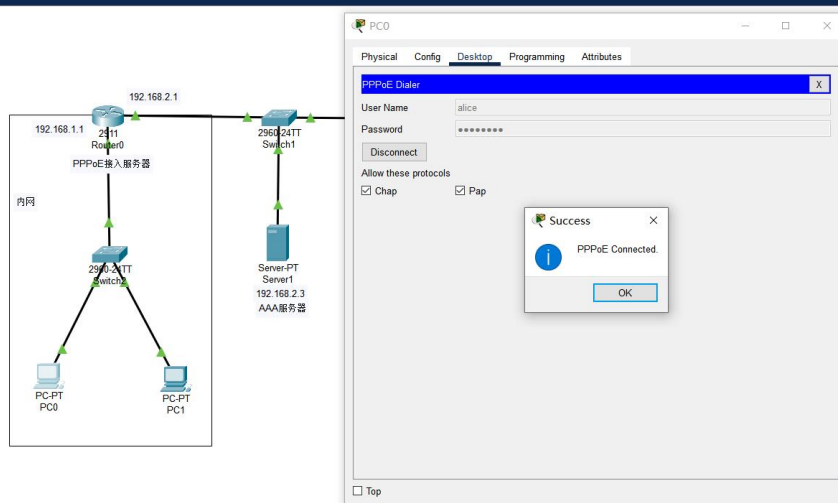 PC0
Physical Config Desktop Programming Attributes
PPPoE Dialer
X
User Name
alice
Password
●●●●●●●●
Disconnect
Allow these protocols
Chap
Pap
Success
PPPoE Connected.
OK
Top
192.168.2.1
192.168.1.1
2911
Router0
PPPoE接入服务器
内网
2960-24TT
Switch1
2960-24TT
Switch2
Server-PT
Server1
192.168.2.3
AAA服务器
PC-PT
PC0
PC-PT
PC1